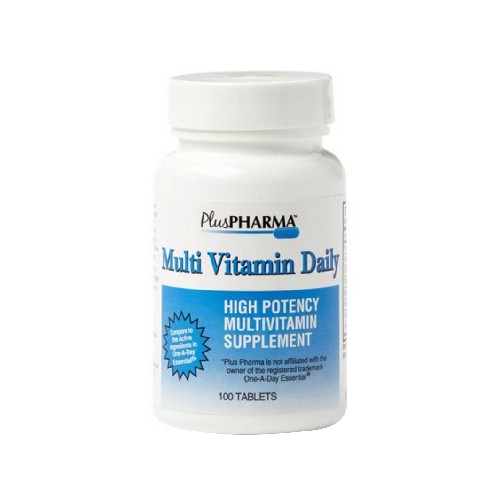 PlusPHARMA™
Multi Vitamin Daily
HIGH POTENCY
MULTIVITAMIN
SUPPLEMENT
Compare to
the Active
Ingredients in
One-A-Day
Essential®
"Plus Pharma is not affiliated with the
owner of the registered trademark
One-A-Day Essential®
100 TABLETS